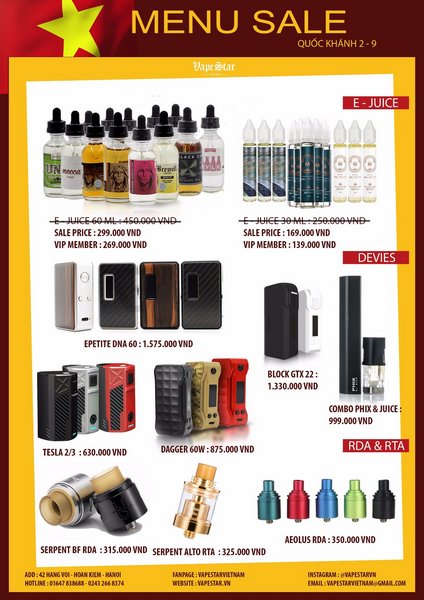 MENU SALE
QUỐC KHÁNH 2 - 9
VapeStar
E - JUICE
E - JUICE 60 ML : 450.000 VND
SALE PRICE : 299.000 VND
VIP MEMBER : 269.000 VND
E - JUICE 30 ML : 250.000 VND
SALE PRICE : 169.000 VND
VIP MEMBER : 139.000 VND
DEVIES
EPETITE DNA 60 : 1.575.000 VND
BLOCK GTX 22 :
1.330.000 VND
PHIX
COMBO PHIX & JUICE :
999.000 VND
TESLA 2/3 : 630.000 VND
DAGGER 60W : 875.000 VND
RDA & RTA
SERPENT BF RDA : 315.000 VND
SERPENT ALTO RTA : 325.000 VND
AEOLUS RDA : 350.000 VND
ADD : 42 HANG VOI - HOAN KIEM - HANOI
HOTLINE : 01647 838688 - 0243 266 8374
FANPAGE : VAPESTARVIETNAM
WEBSITE : VAPESTAR.VN
INSTAGRAM : @VAPESTARVN
EMAIL : VAPESTARVIETNAM@GMAIL.COM